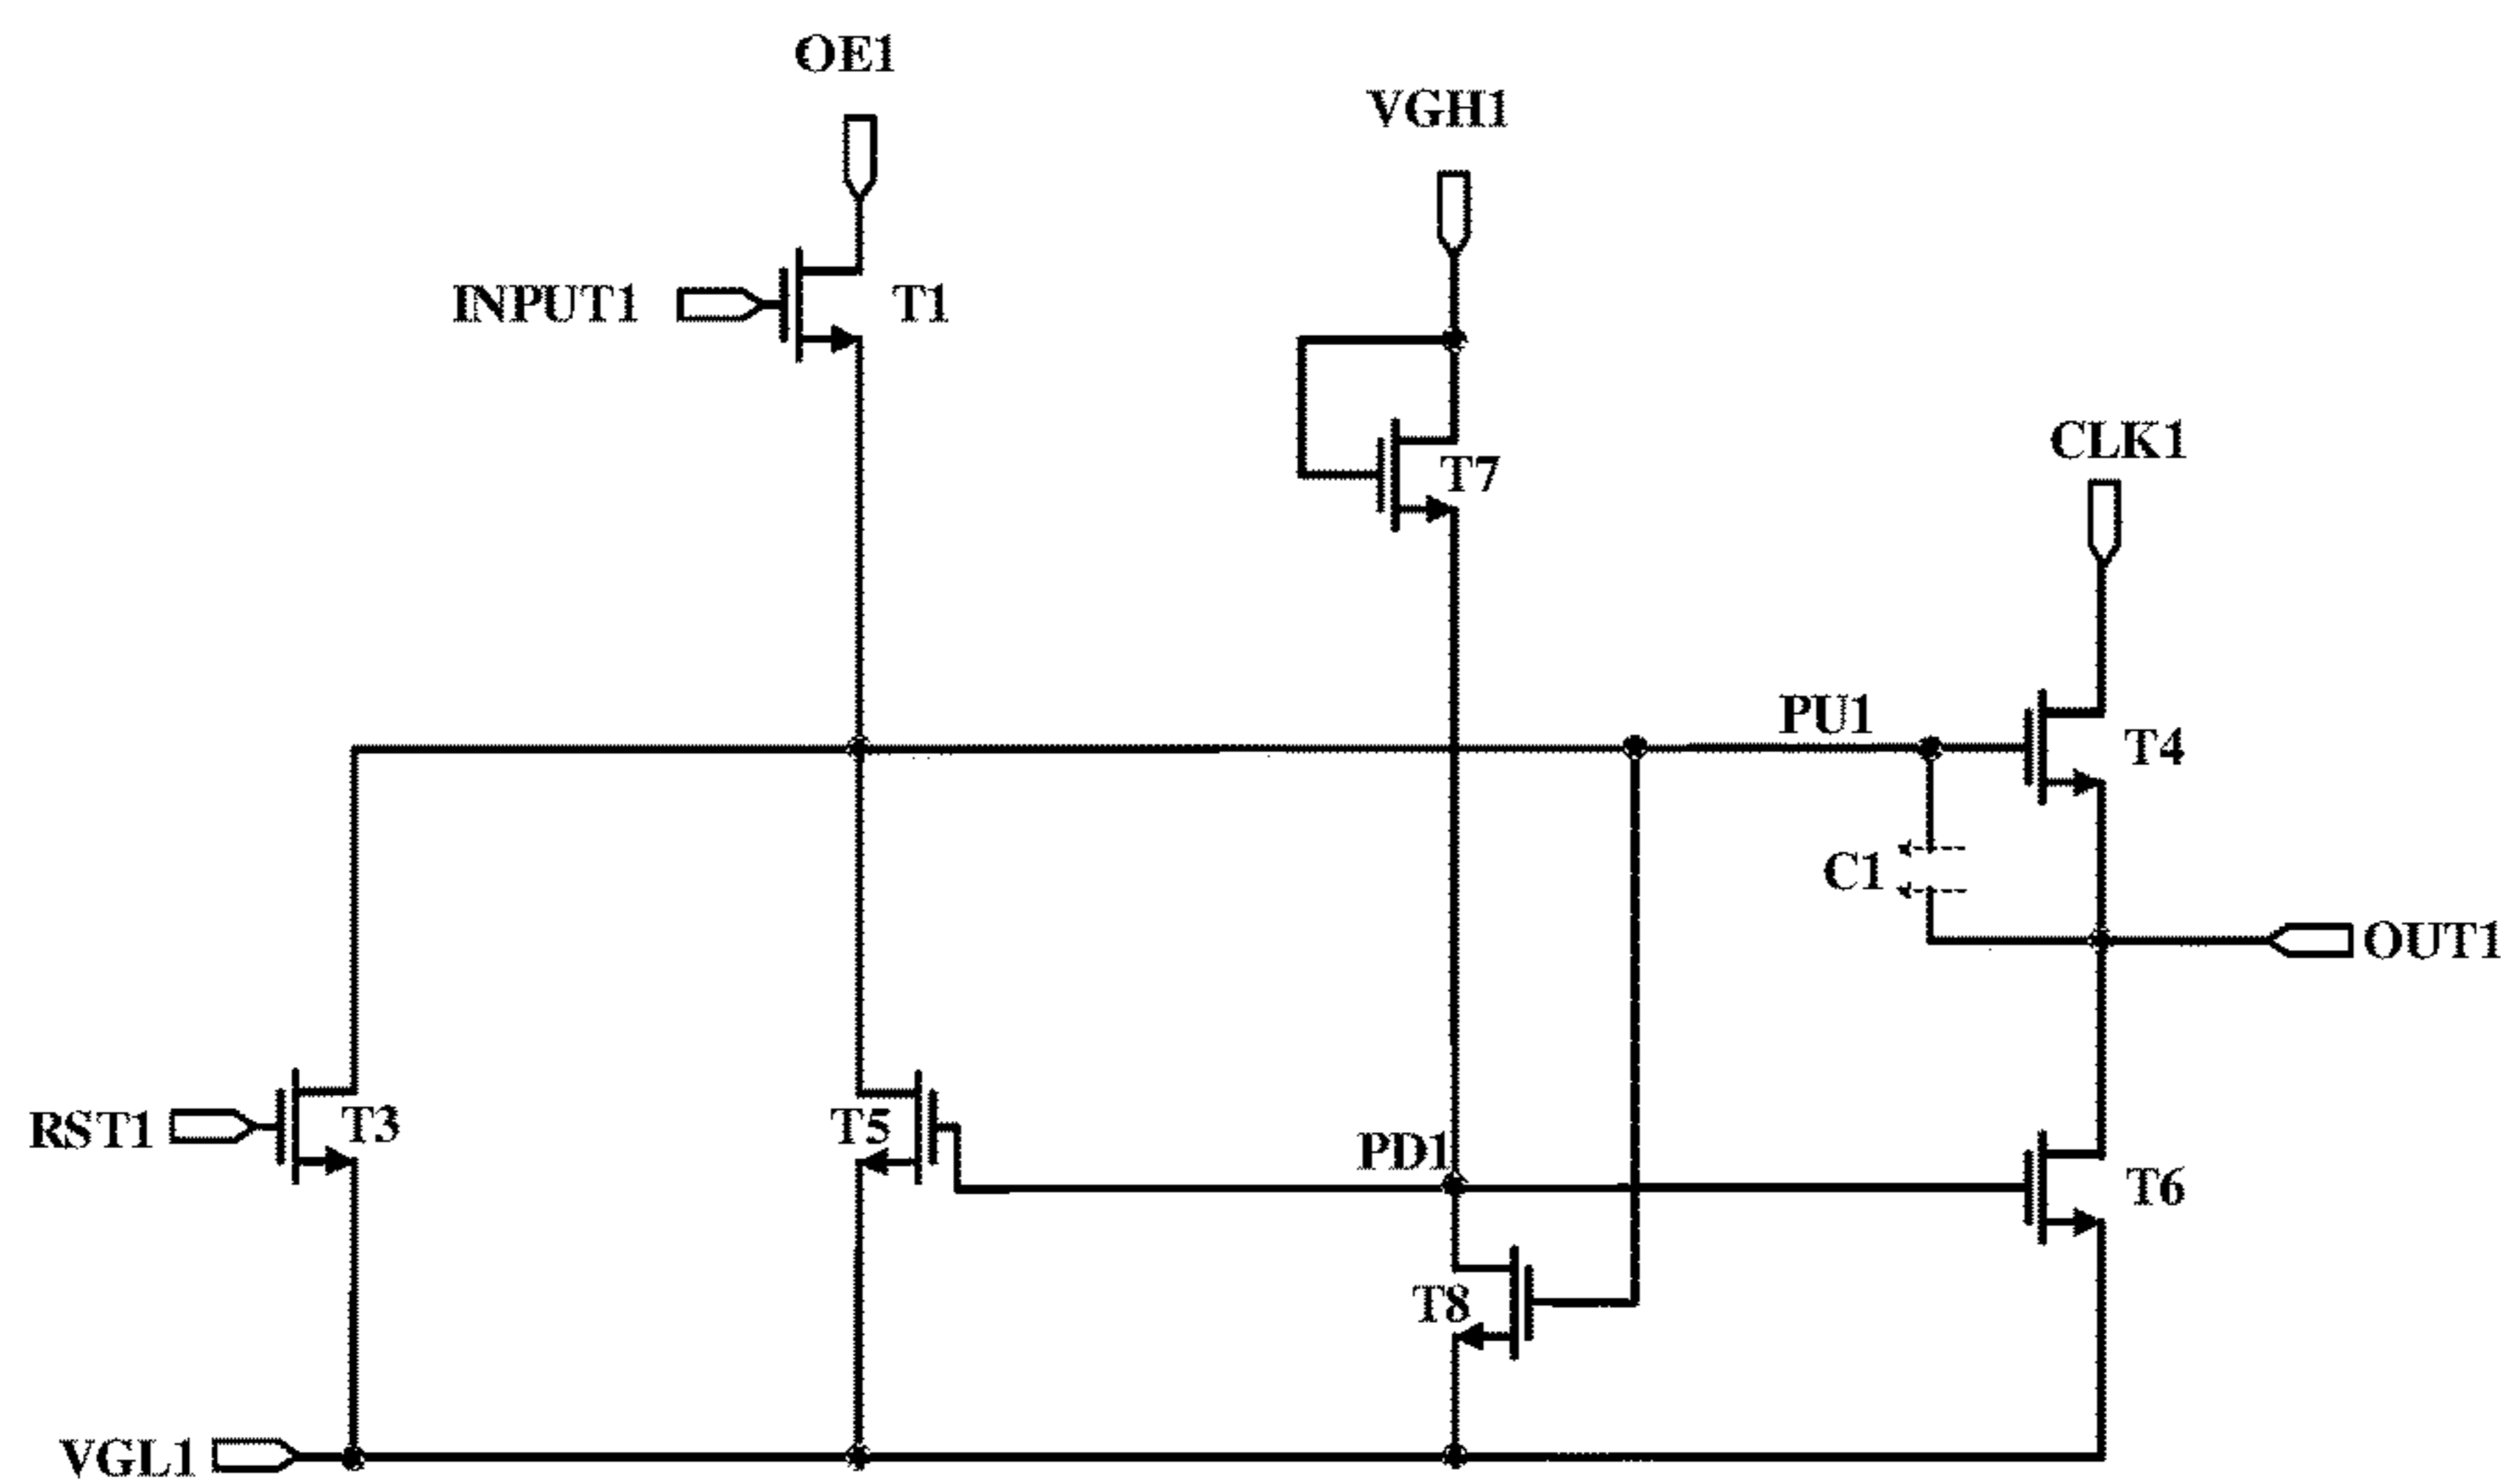 OE1
VGH1
INPUT1
T1
CLK1
T7
PU1
T4
C1
OUT1
RST1
T3
T5
PD1
T6
T8
VGL1